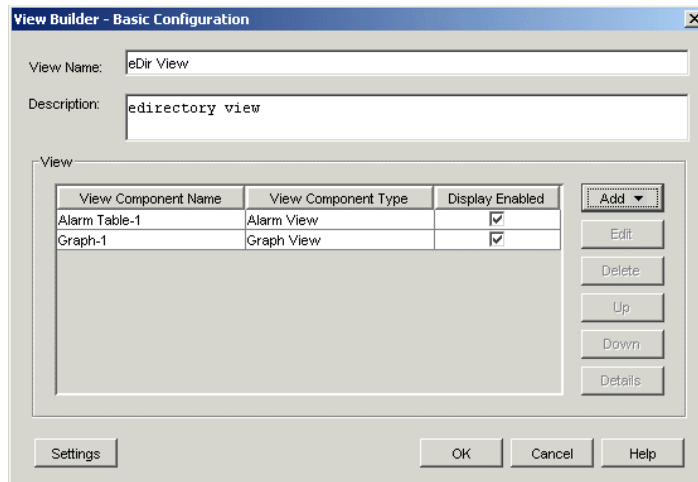 View Builder - Basic Configuration
View Name: eDir View
Description: edirectory view
View
View Component Name View Component Type Display Enabled
Alarm Table-1 Alarm View
Graph-1 Graph View
Add
Edit
Delete
Up
Down
Details
Settings OK Cancel Help